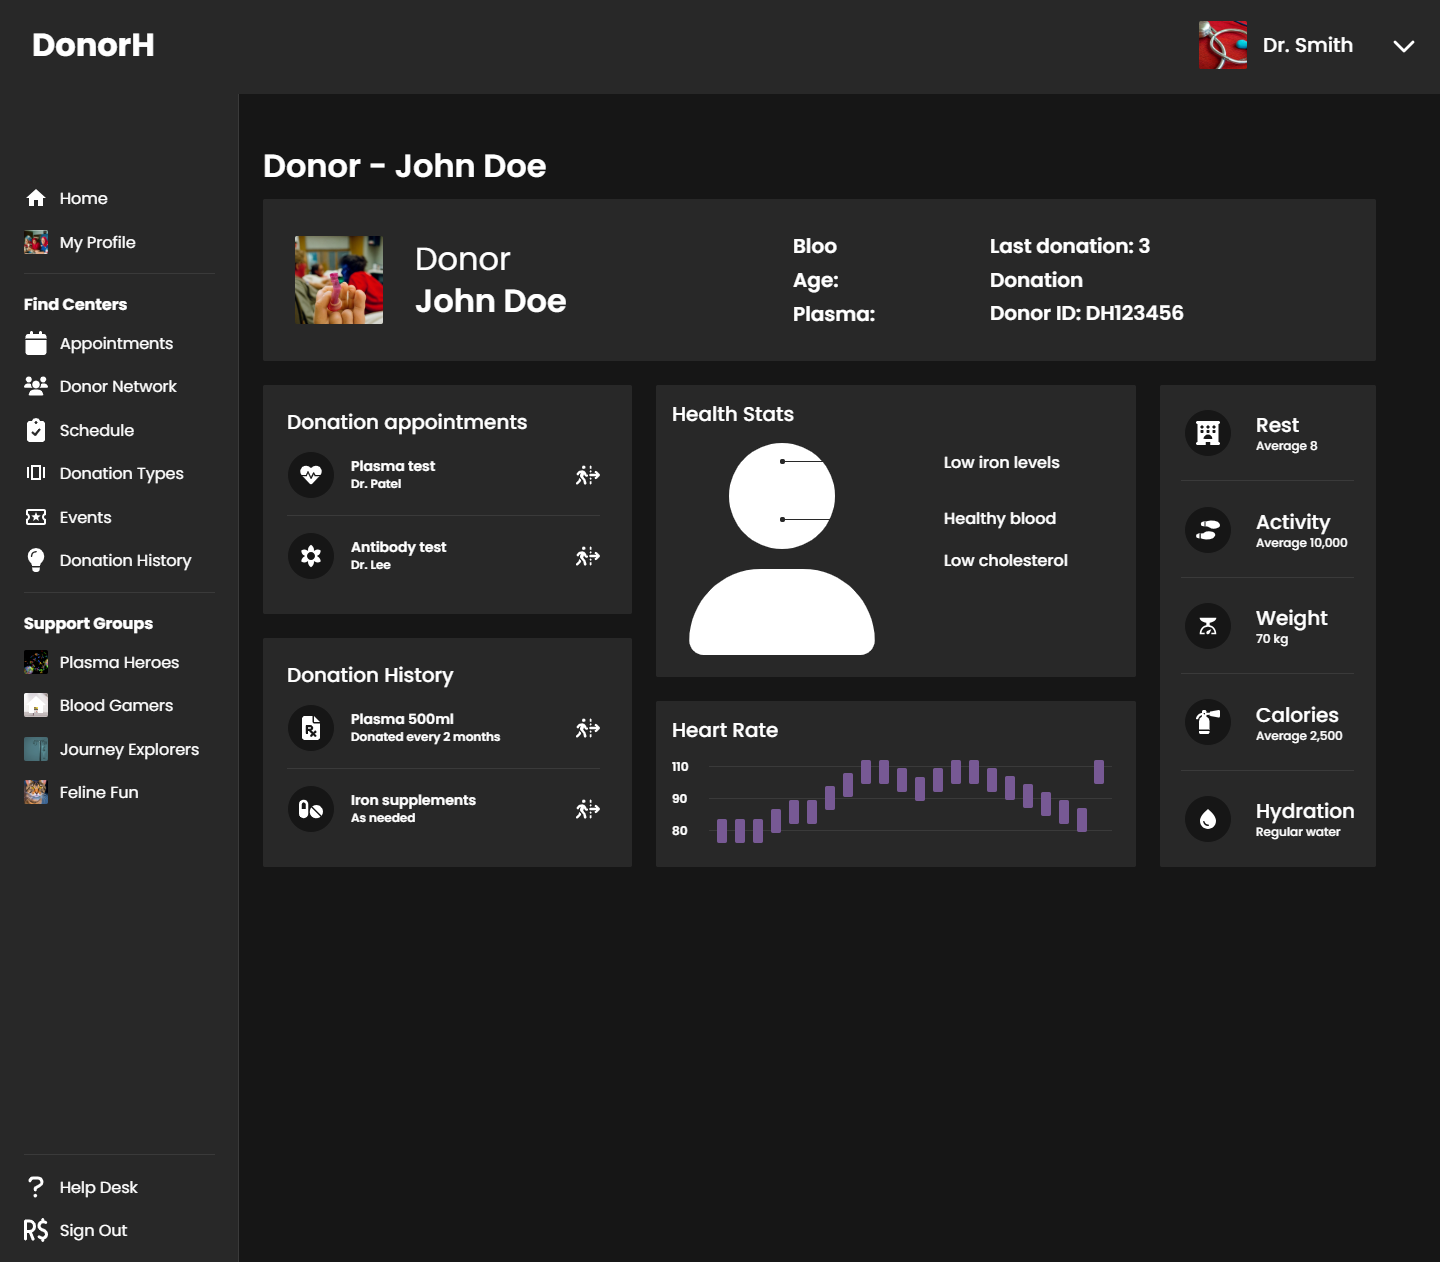 DonorH
Dr. Smith
Home
My Profile
Find Centers
Appointments
Donor Network
Schedule
Donation Types
Events
Donation History
Support Groups
Plasma Heroes
Blood Gamers
Journey Explorers
Feline Fun
Help Desk
R$ Sign Out
Donor - John Doe
Donor
John Doe
Bloo
Age:
Plasma:
Last donation: 3
Donation
Donor ID: DH123456
Donation appointments
Plasma test
Dr. Patel
Antibody test
Dr. Lee
Donation History
Plasma 500ml
Donated every 2 months
Iron supplements
As needed
Health Stats
Low iron levels
Healthy blood
Low cholesterol
Heart Rate
110
90
80
Rest
Average 8
Activity
Average 10,000
Weight
70 kg
Calories
Average 2,500
Hydration
Regular water